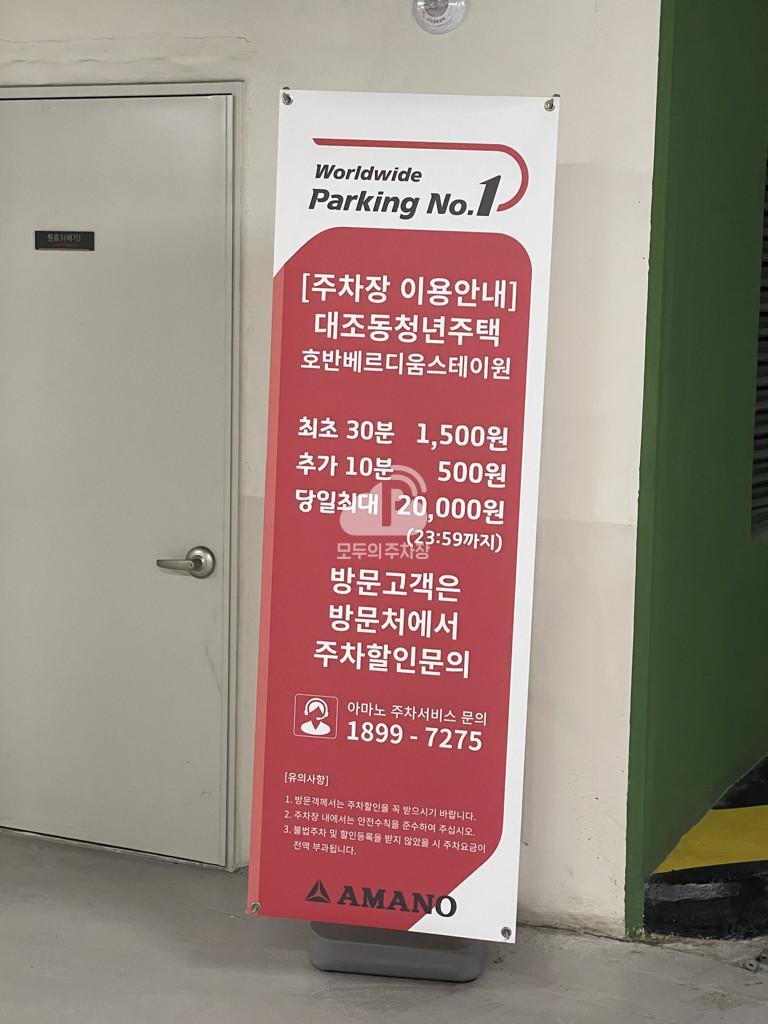 Worldwide
Parking No.1
[주차장 이용안내]
대조동청년주택
호반베르디움스테이원
최초 30분 1,500원
추가 10분 500원
당일최대 20,000원
(23:59까지)
모두의주차장
방문고객은
방문처에서
주차할인문의
아마노 주차서비스 문의
1899 - 7275
[유의사항]
1. 방문객께서는 주차할인을 꼭 받으시기 바랍니다.
2. 주차장 내에서는 안전수칙을 준수하여 주십시오.
3. 불법주차 및 할인등록을 받지 않았을 시 주차요금이
전액 부과됩니다.
AMANO